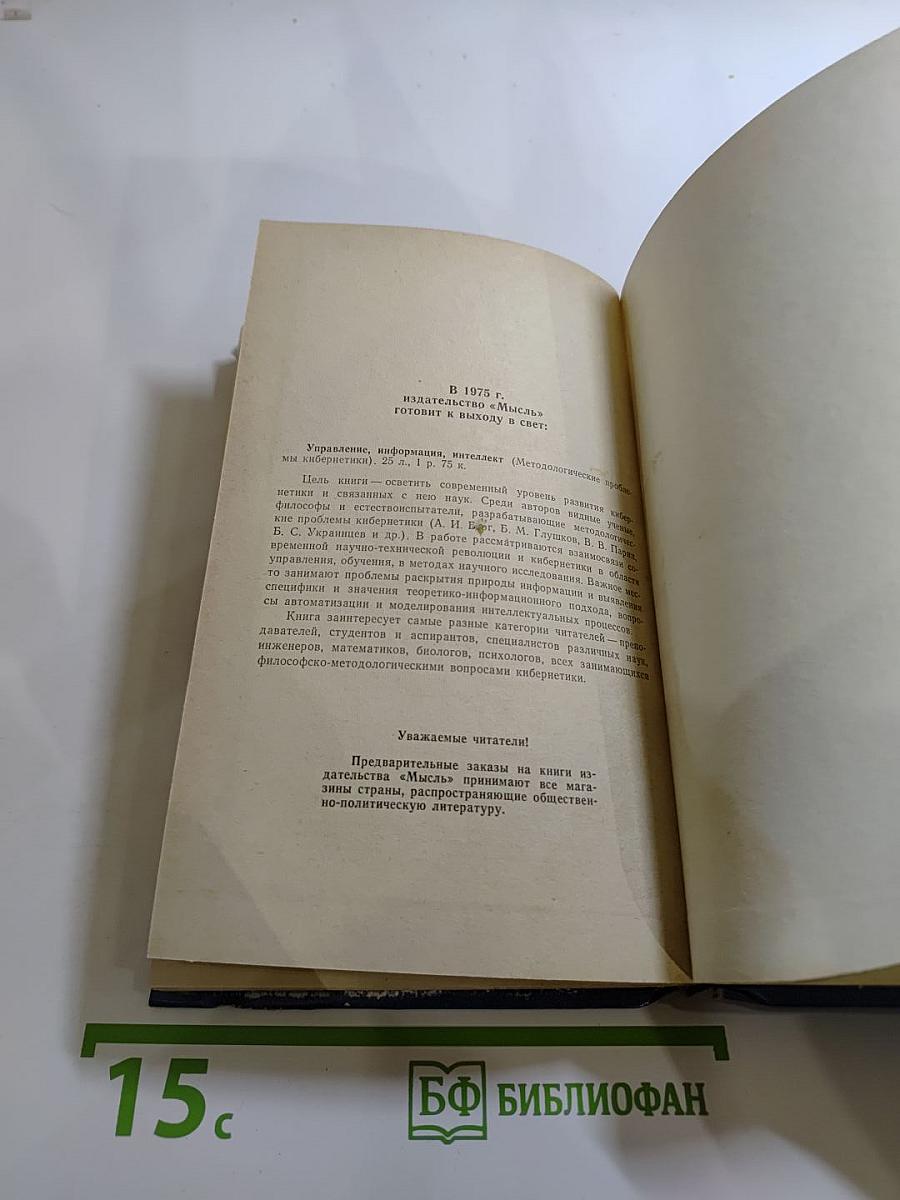 В 1975 г.
издательство «Мысль»
готовит к выходу в свет:
Управление, информация, интеллект (Методологические пробле-
мы кибернетики). 25 л., 1 р. 75 к.
Цель книги — осветить современный уровень развития кибер-
нетики и связанных с нею наук. Среди авторов видные ученые,
философы и естествоиспытатели, разрабатывающие методологичес-
кие проблемы кибернетики (А. И. Берг, Б. М. Глушков, В. В. Парин,
Б. С. Украинцев и др.). В работе рассматриваются взаимосвязи со-
временной научно-технической революции и кибернетики в области
управления, обучения, в методах научного исследования. Важное мес-
то занимают проблемы раскрытия природы информации и выявления
специфики и значения теоретико-информационного подхода, вопро-
сы автоматизации и моделирования интеллектуальных процессов.
Книга заинтересует самые разные категории читателей — препо-
давателей, студентов и аспирантов, специалистов различных наук,
инженеров, математиков, биологов, психологов, всех занимающихся
философско-методологическими вопросами кибернетики.
Уважаемые читатели!
Предварительные заказы на книги из-
дательства «Мысль» принимают все мага-
зины страны, распространяющие обществен-
но-политическую литературу.
15 с
БФ БИБЛИОФАН